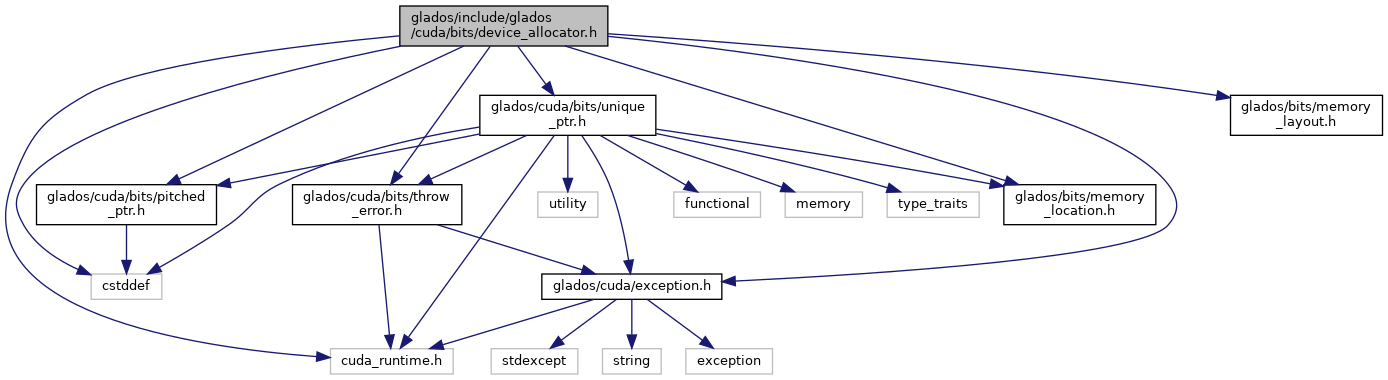 glados/include/glados
/cuda/bits/device_allocator.h
glados/cuda/bits/unique
_ptr.h
glados/bits/memory
_layout.h
glados/cuda/bits/pitched
_ptr.h
glados/cuda/bits/throw
_error.h
utility
functional
memory
type_traits
glados/bits/memory
_location.h
cstddef
glados/cuda/exception.h
cuda_runtime.h
stdexcept
string
exception